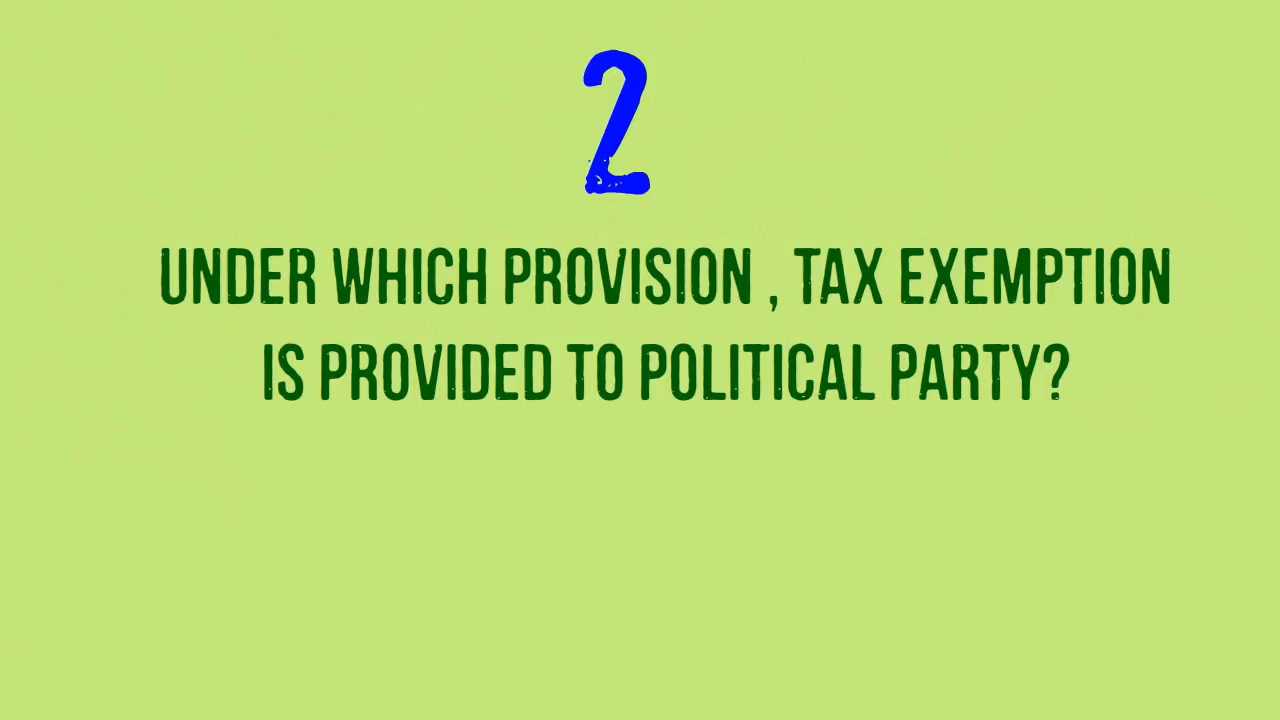 2
UNDER WHICH PROVISION , TAX EXEMPTION
IS PROVIDED TO POLITICAL PARTY?